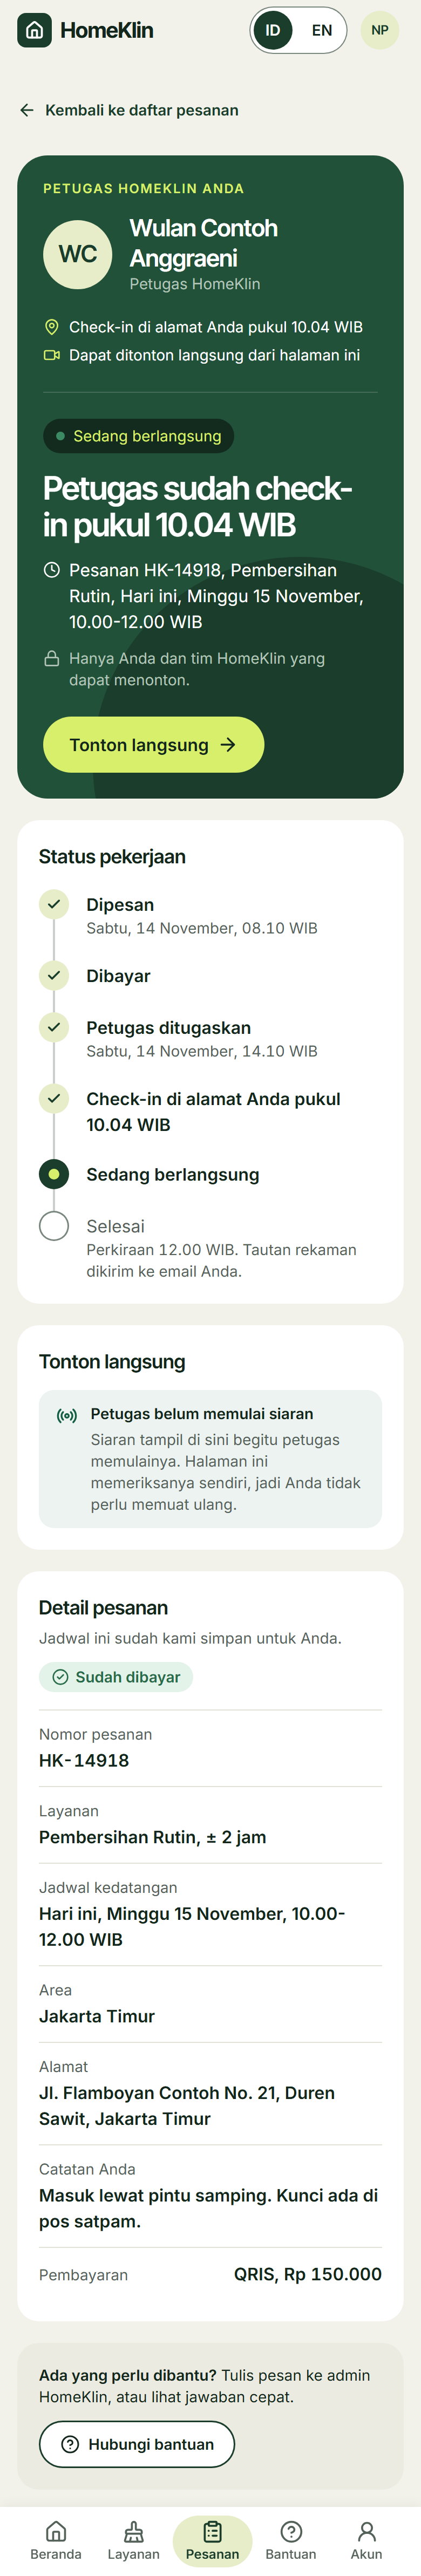 HomeKlin
ID EN
NP
Kembali ke daftar pesanan
PETUGAS HOMEKLIN ANDA
WC
Wulan Contoh
Anggraeni
Petugas HomeKlin
Check-in di alamat Anda pukul 10.04 WIB
Dapat ditonton langsung dari halaman ini
Sedang berlangsung
Petugas sudah check-
in pukul 10.04 WIB
Pesanan HK-14918, Pembersihan
Rutin, Hari ini, Minggu 15 November,
10.00-12.00 WIB
Hanya Anda dan tim HomeKlin yang
dapat menonton.
Tonton langsung
Status pekerjaan
Dipesan
Sabtu, 14 November, 08.10 WIB
Dibayar
Petugas ditugaskan
Sabtu, 14 November, 14.10 WIB
Check-in di alamat Anda pukul
10.04 WIB
Sedang berlangsung
Selesai
Perkiraan 12.00 WIB. Tautan rekaman
dikirim ke email Anda.
Tonton langsung
Petugas belum memulai siaran
Siaran tampil di sini begitu petugas
memulainya. Halaman ini
memeriksanya sendiri, jadi Anda tidak
perlu memuat ulang.
Detail pesanan
Jadwal ini sudah kami simpan untuk Anda.
Sudah dibayar
Nomor pesanan
HK-14918
Layanan
Pembersihan Rutin, ± 2 jam
Jadwal kedatangan
Hari ini, Minggu 15 November, 10.00-
12.00 WIB
Area
Jakarta Timur
Alamat
Jl. Flamboyan Contoh No. 21, Duren
Sawit, Jakarta Timur
Catatan Anda
Masuk lewat pintu samping. Kunci ada di
pos satpam.
Pembayaran QRIS, Rp 150.000
Ada yang perlu dibantu? Tulis pesan ke admin
HomeKlin, atau lihat jawaban cepat.
Hubungi bantuan
Beranda Layanan Pesanan Bantuan Akun